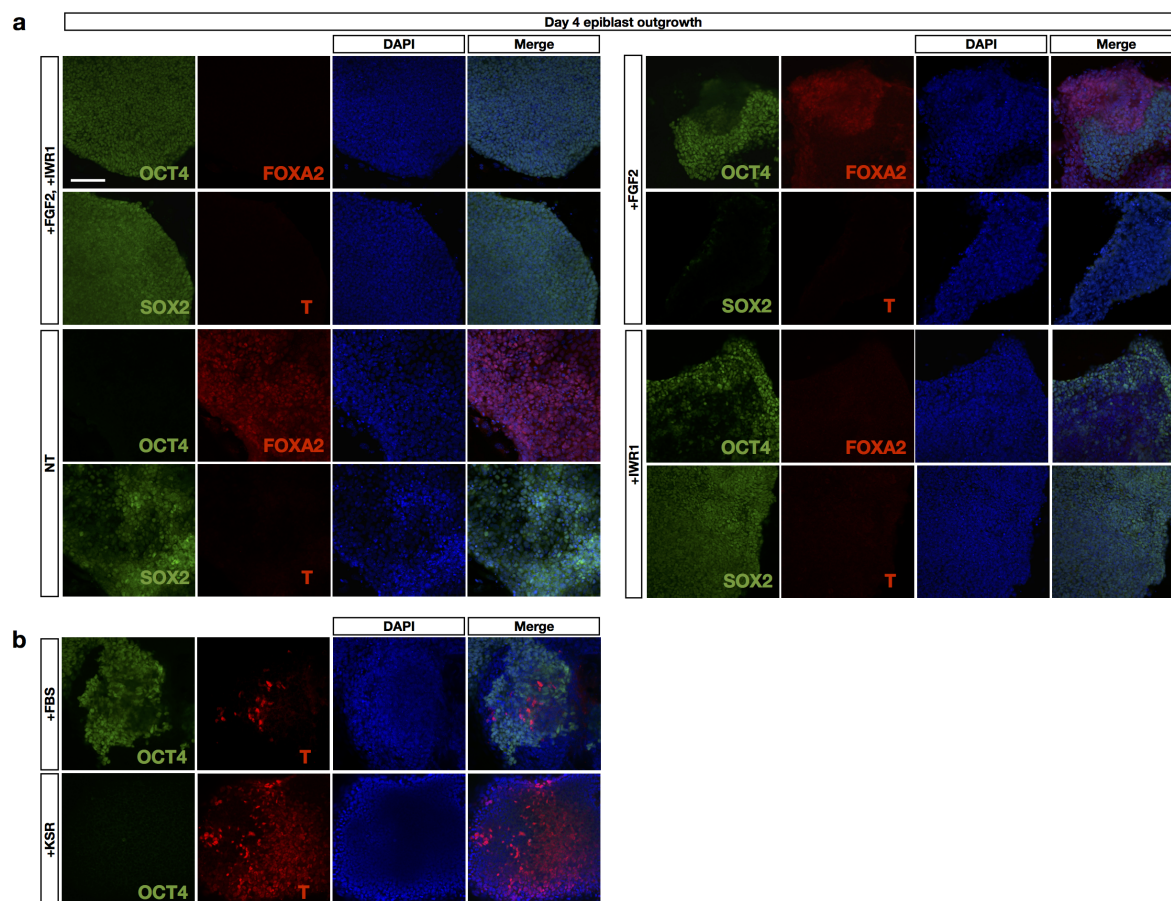 a
Day 4 epiblast outgrowth
DAPI
Merge
+FGF2, +IWR1
OCT4
FOXA2
SOX2
T
NT
OCT4
FOXA2
SOX2
T
DAPI
Merge
+FGF2
OCT4
FOXA2
SOX2
T
+IWR1
OCT4
FOXA2
SOX2
T
b
DAPI
Merge
+FBS
OCT4
T
+KSR
OCT4
T